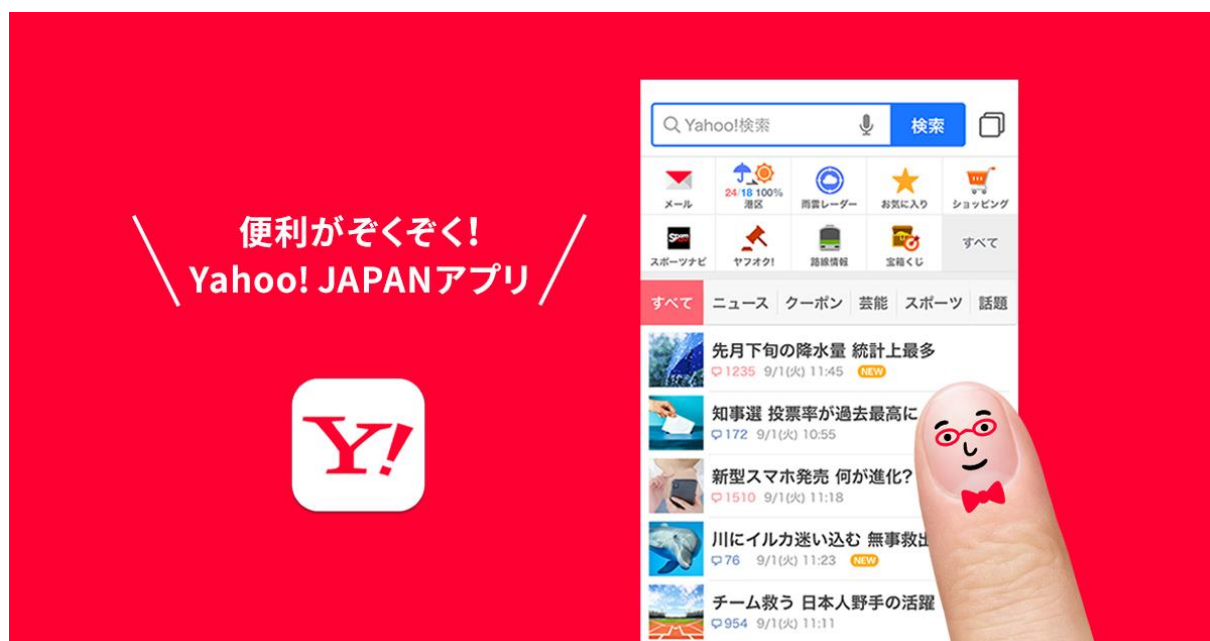 便利がぞくぞく!
Yahoo! JAPANアプリ
Y!
Yahoo!検索
検索
メール
24/18 100%
港区
雨雲レーダー
お気に入り
ショッピング
スポーツナビ
ヤフオク!
路線情報
宝箱くじ
すべて
すべて ニュース クーポン 芸能 スポーツ 話題
先月下旬の降水量 統計上最多
1235 9/1(火) 11:45 NEW
知事選 投票率が過去最高に
172 9/1(火) 10:55
新型スマホ発売 何が進化?
1510 9/1(火) 11:18
川にイルカ迷い込む 無事救出
76 9/1(火) 11:23 NEW
チーム救う 日本人野手の活躍
954 9/1(火) 11:11